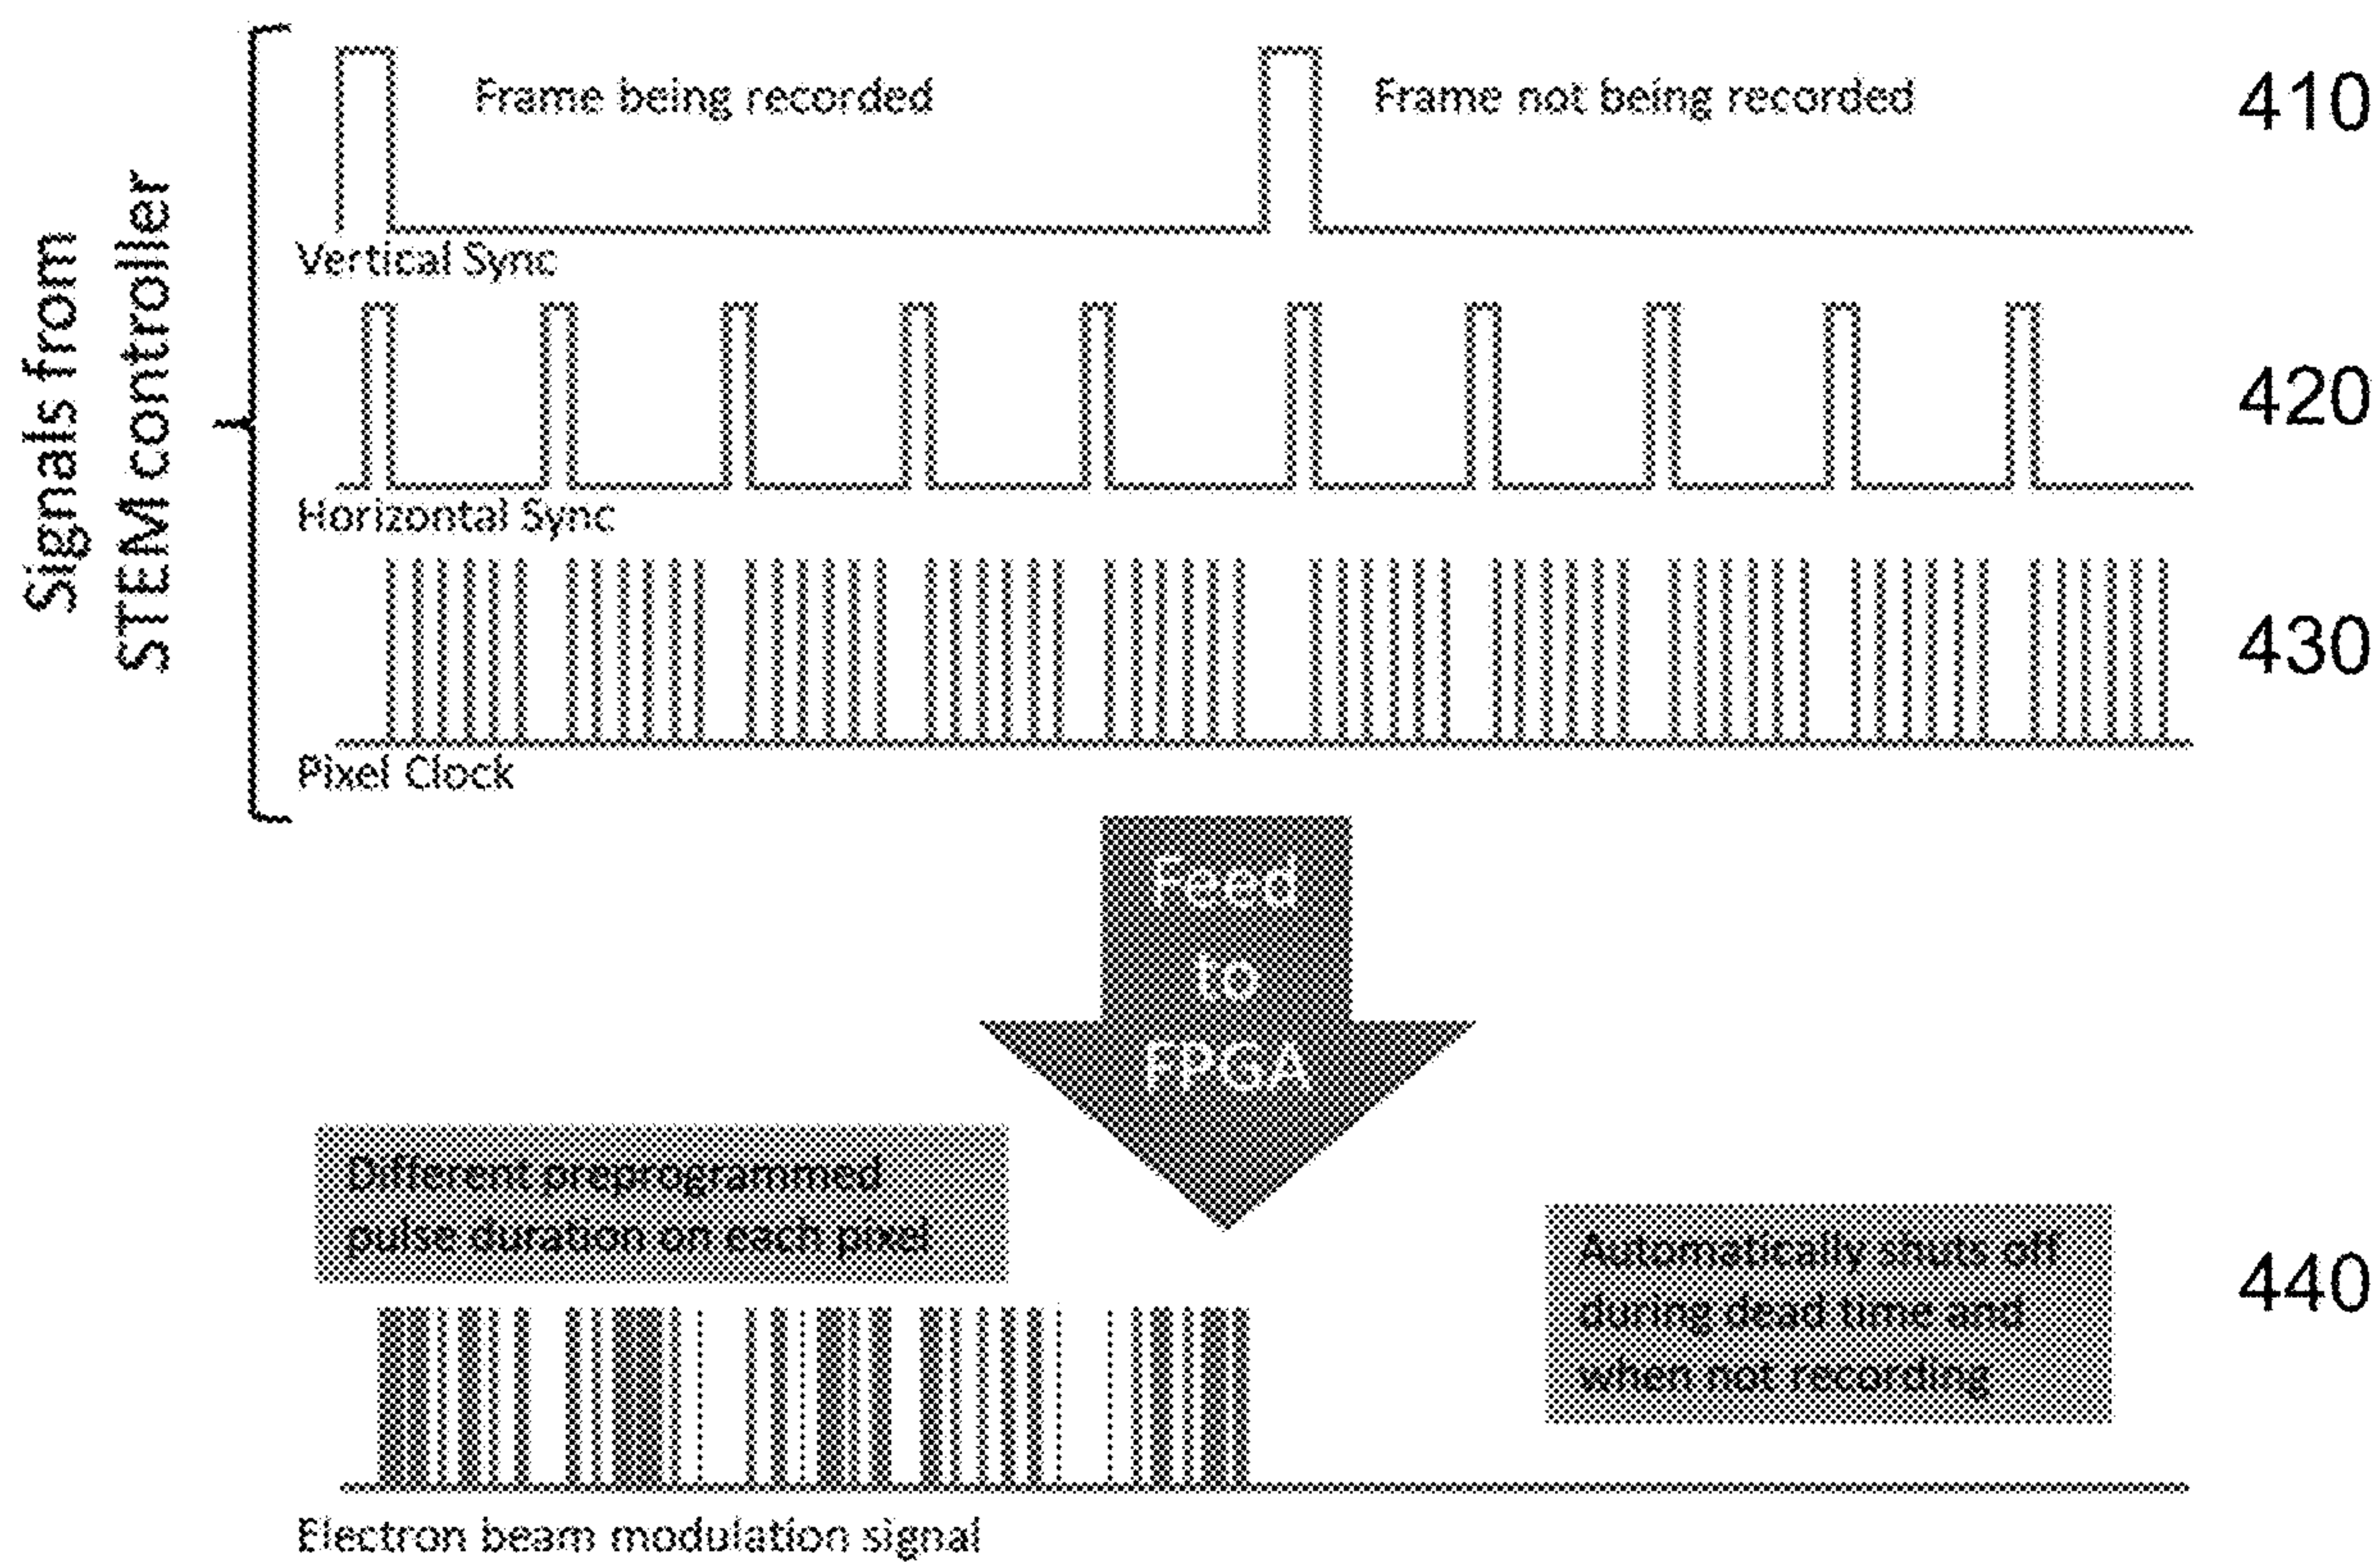 Signals from
STEM controller
Frame being recorded
Frame not being recorded
410
Vertical Sync
420
Horizontal Sync
430
Pixel Clock
Feed
to
FPGA
Different preprogrammed
pulse duration on each pixel
Automatically shuts off
during dead time and
when not recording
440
Electron beam modulation signal